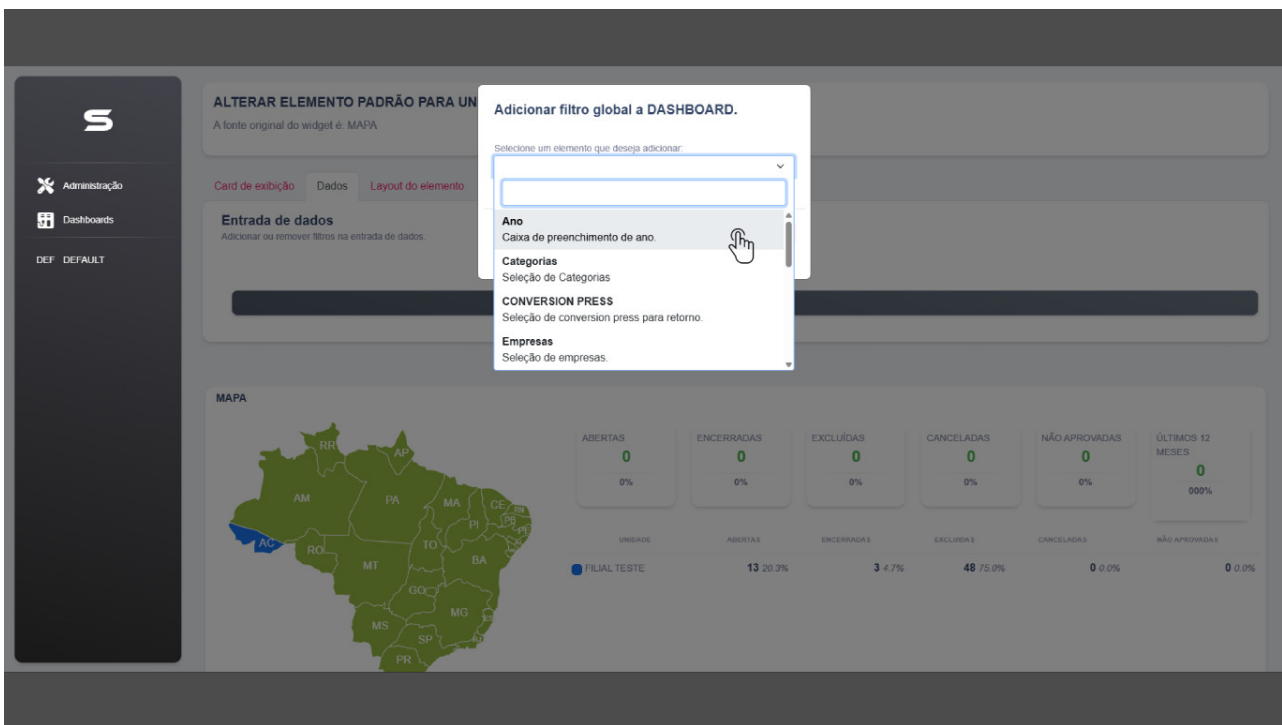 S
Administração
Dashboards
DEF DEFAULT
ALTERAR ELEMENTO PADRÃO PARA UN
A fonte original do widget é: MAPA
Card de exibição Dados Layout do elemento
Entrada de dados
Adicionar ou remover filtros na entrada de dados.
Adicionar filtro global a DASHBOARD.
Selecione um elemento que deseja adicionar:
Ano
Caixa de preenchimento de ano.
Categorias
Seleção de Categorias
CONVERSION PRESS
Seleção de conversion press para retorno.
Empresas
Seleção de empresas.
MAPA
RR
AP
AM
PA
MA
CE
RN
PB
PE
PI
AC
RO
TO
BA
MT
GO
MG
MS
SP
PR
ABERTAS
0
0%
ENCERRADAS
0
0%
EXCLUÍDAS
0
0%
CANCELADAS
0
0%
NÃO APROVADAS
0
0%
ÚLTIMOS 12
MESES
0
000%
UNIDADE ABERTAS ENCERRADAS EXCLUIDAS CANCELADAS NÃO APROVADAS
FILIAL TESTE 13 20.3% 3 4.7% 48 75.0% 0 0.0% 0 0.0%